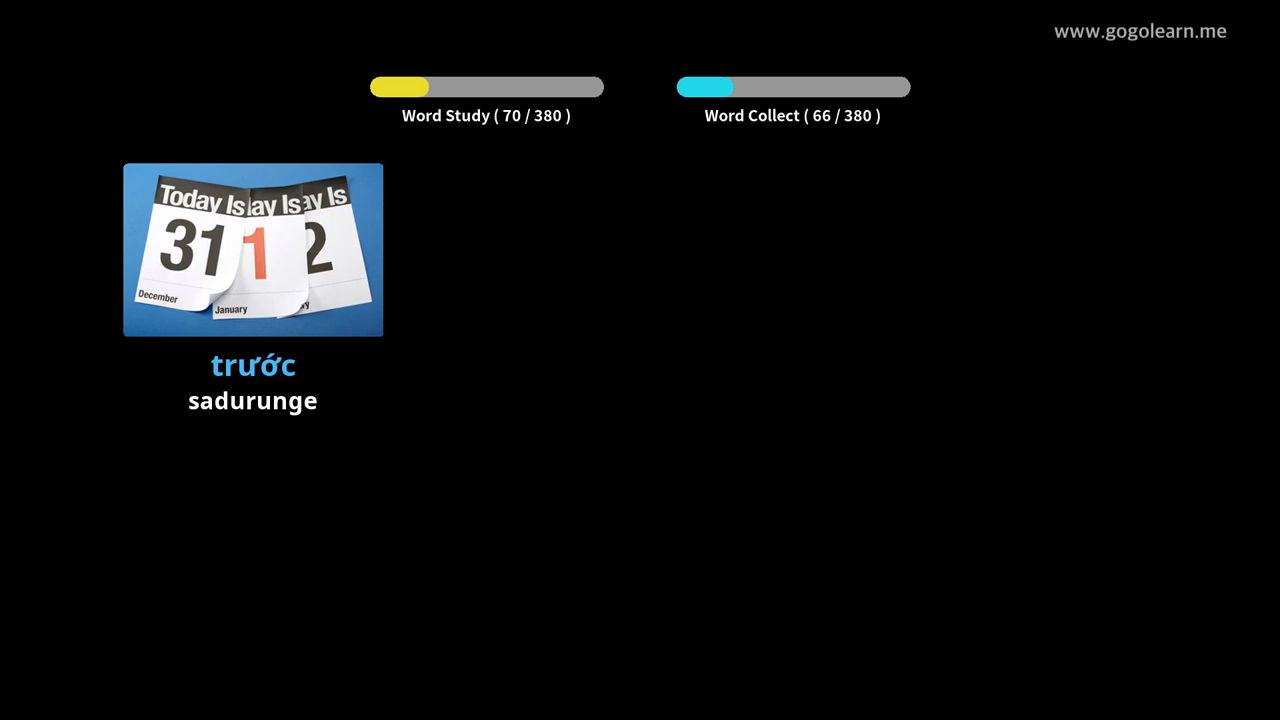 www.gogolearn.me
Word Study ( 70 / 380 )
Word Collect ( 66 / 380 )
Today Is
ay Is
ay Is
31
1
2
December
January
ry
trước
sadurunge